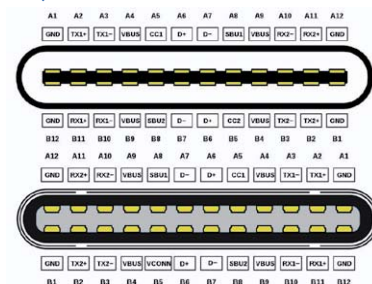 A1 A2 A3 A4 A5 A6 A7 A8 A9 A10 A11 A12
GND TX1+ TX1− VBUS CC1 D+ D− SBU1 VBUS RX2− RX2+ GND
GND RX1+ RX1− VBUS SBU2 D− D+ CC2 VBUS TX2− TX2+ GND
B12 B11 B10 B9 B8 B7 B6 B5 B4 B3 B2 B1
A12 A11 A10 A9 A8 A7 A6 A5 A4 A3 A2 A1
GND RX2+ RX2− VBUS SBU1 D− D+ CC1 VBUS TX1− TX1+ GND
GND TX2+ TX2− VBUS VCONN D+ D− SBU2 VBUS RX1− RX1+ GND
B1 B2 B3 B4 B5 B6 B7 B8 B9 B10 B11 B12